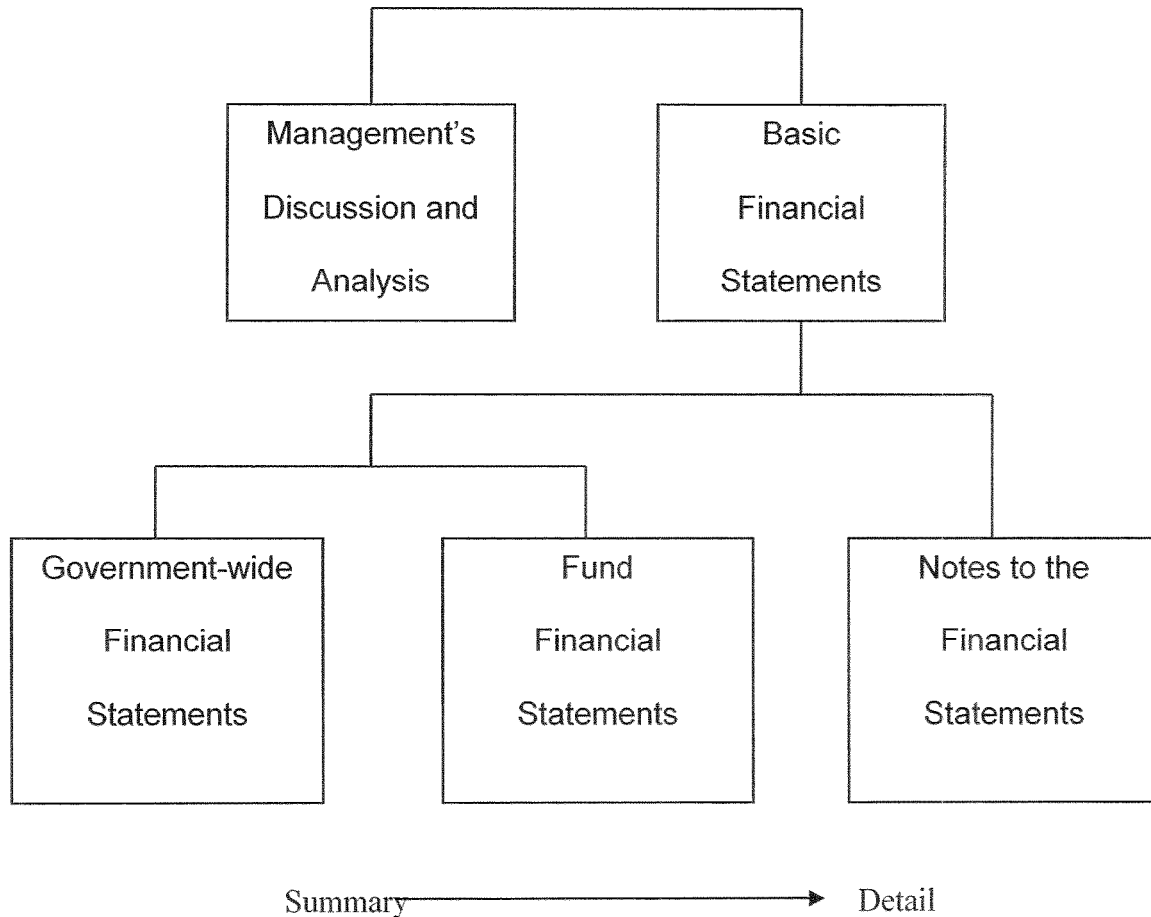 Management's
Discussion and
Analysis
Basic
Financial
Statements
Government-wide
Financial
Statements
Fund
Financial
Statements
Notes to the
Financial
Statements
Summary
Detail